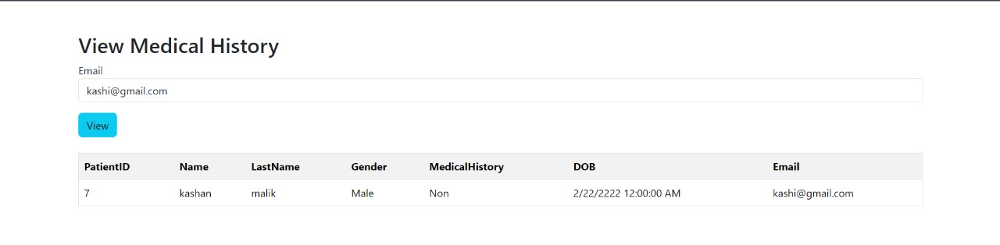 View Medical History
Email
kashi@gmail.com
View
PatientID Name LastName Gender MedicalHistory DOB Email
7 kashan malik Male Non 2/22/2222 12:00:00 AM kashi@gmail.com